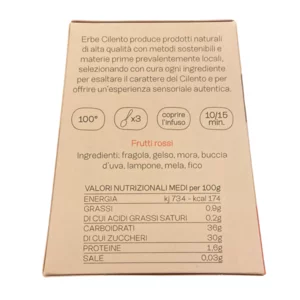 Erbe Cilento produce prodotti naturali
di alta qualità con metodi sostenibili e
materie prime prevalentemente locali,
selezionando con cura ogni ingrediente
per esaltare il carattere del Cilento e per
offrire un'esperienza sensoriale autentica.
100°
x3
coprire
l'infuso
10/15
min.
Frutti rossi
Ingredienti: fragola, gelso, mora, buccia
d'uva, lampone, mela, fico
VALORI NUTRIZIONALI MEDI per 100g
ENERGIA kj 734 - kcal 174
GRASSI 0,9g
DI CUI ACIDI GRASSI SATURI 0,2g
CARBOIDRATI 36g
DI CUI ZUCCHERI 30g
PROTEINE 1,6g
SALE 0,03g